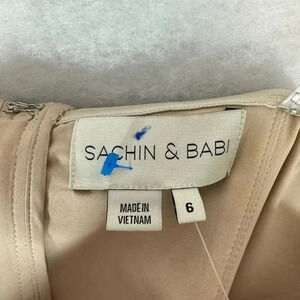 SACHIN & BABI
MADE IN
VIETNAM
6